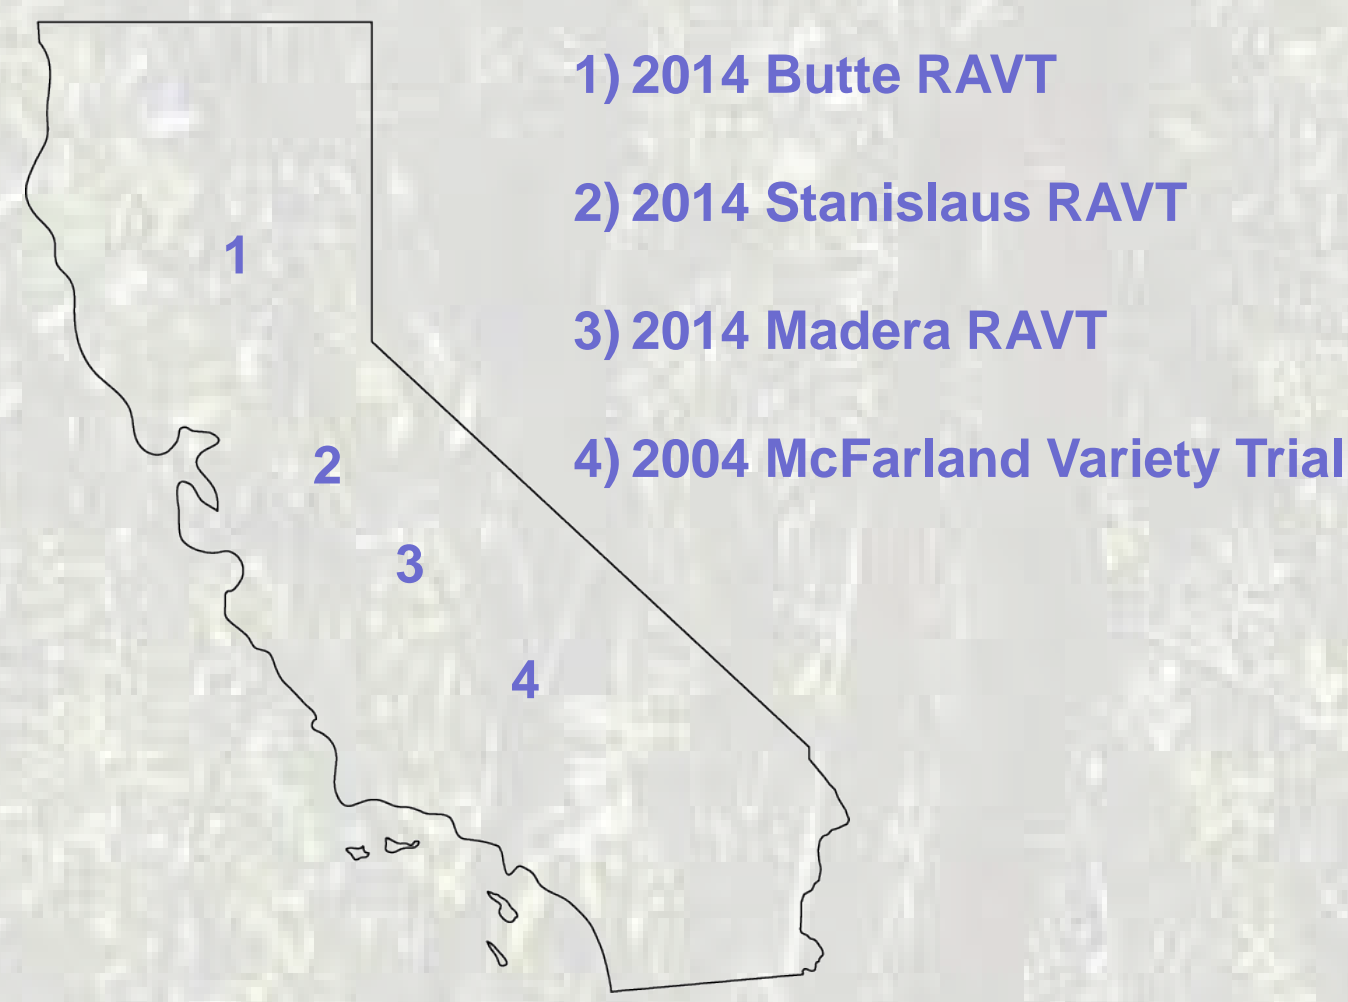 1) 2014 Butte RAVT
2) 2014 Stanislaus RAVT
1
3) 2014 Madera RAVT
2
4) 2004 McFarland Variety Trial
3
4